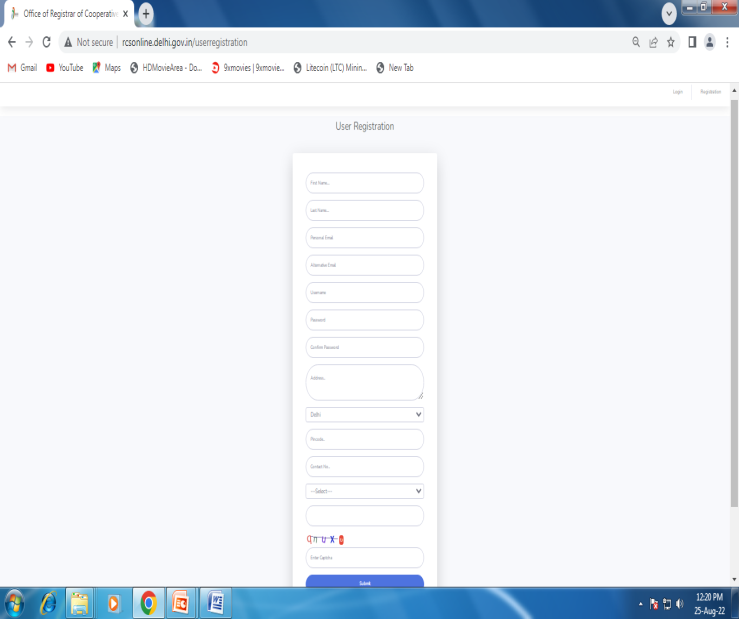 Office of Registrar of Cooperativ
Not secure | rcsonline.delhi.gov.in/userregistration
Gmail YouTube Maps HDMovieArea - Do... 9xmovies | 9xmovie... Litecoin (LTC) Minin... New Tab
Login Registration
User Registration
First Name...
Last Name...
Personal Email
Alternative Email
Username
Password
Confirm Password
Address...
Delhi
Pincode..
Contact No...
---Select---
Enter Captcha
Submit
12:20 PM
25-Aug-22